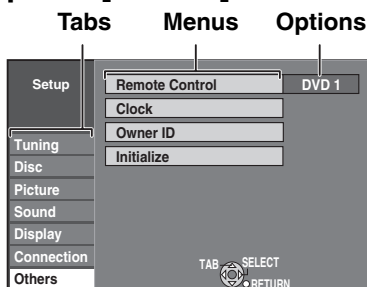 Tabs Menus Options
Setup
Remote Control DVD 1
Clock
Owner ID
Initialize
Tuning
Disc
Picture
Sound
Display
Connection
Others
TAB SELECT
RETURN